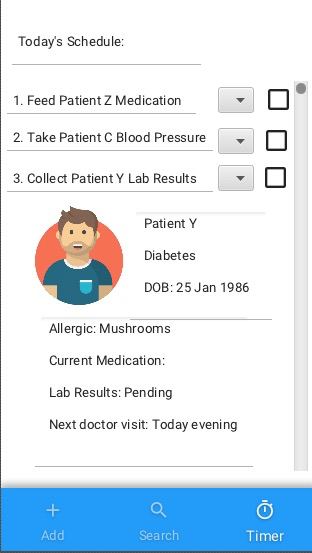 Today's Schedule:
1. Feed Patient Z Medication
2. Take Patient C Blood Pressure
3. Collect Patient Y Lab Results
Patient Y
Diabetes
DOB: 25 Jan 1986
Allergic: Mushrooms
Current Medication:
Lab Results: Pending
Next doctor visit: Today evening
Add Search Timer